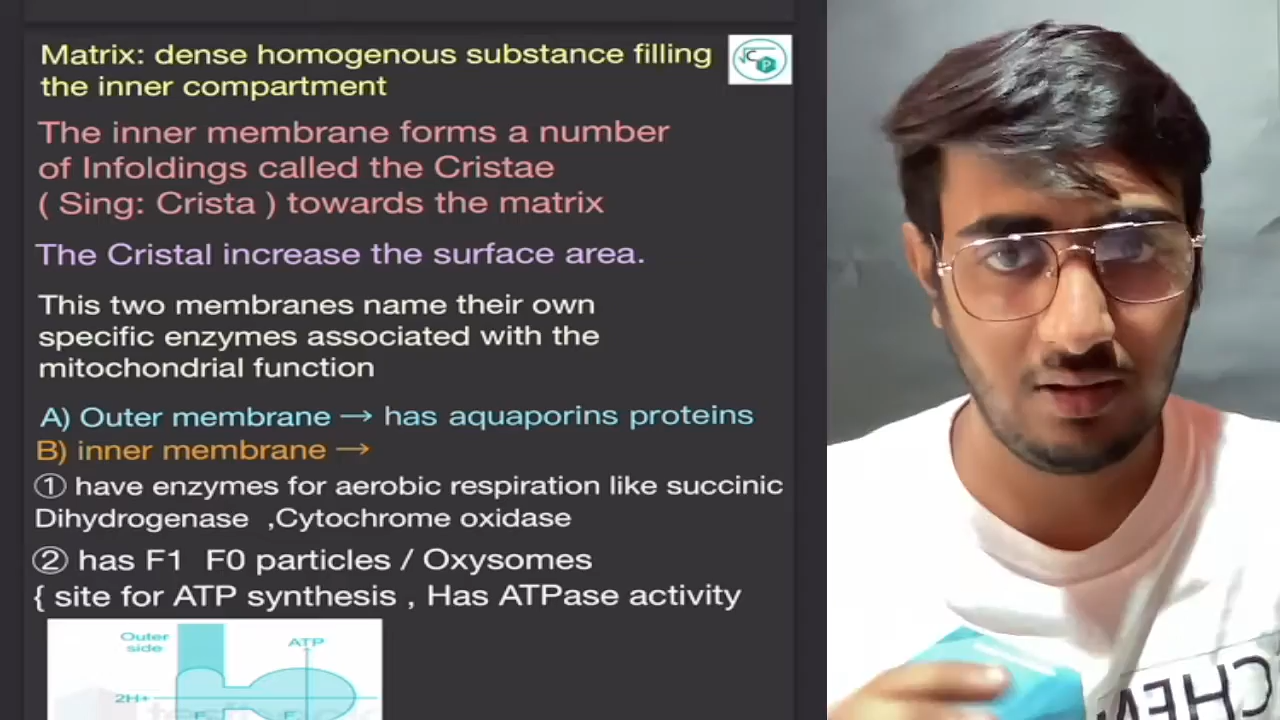 Matrix: dense homogenous substance filling
the inner compartment
The inner membrane forms a number
of Infoldings called the Cristae
( Sing: Crista ) towards the matrix
The Cristal increase the surface area.
This two membranes name their own
specific enzymes associated with the
mitochondrial function
A) Outer membrane → has aquaporins proteins
B) inner membrane →
① have enzymes for aerobic respiration like succinic
Dihydrogenase ,Cytochrome oxidase
② has F1 F0 particles / Oxysomes
{ site for ATP synthesis , Has ATPase activity
Outer
side
ATP
2H+